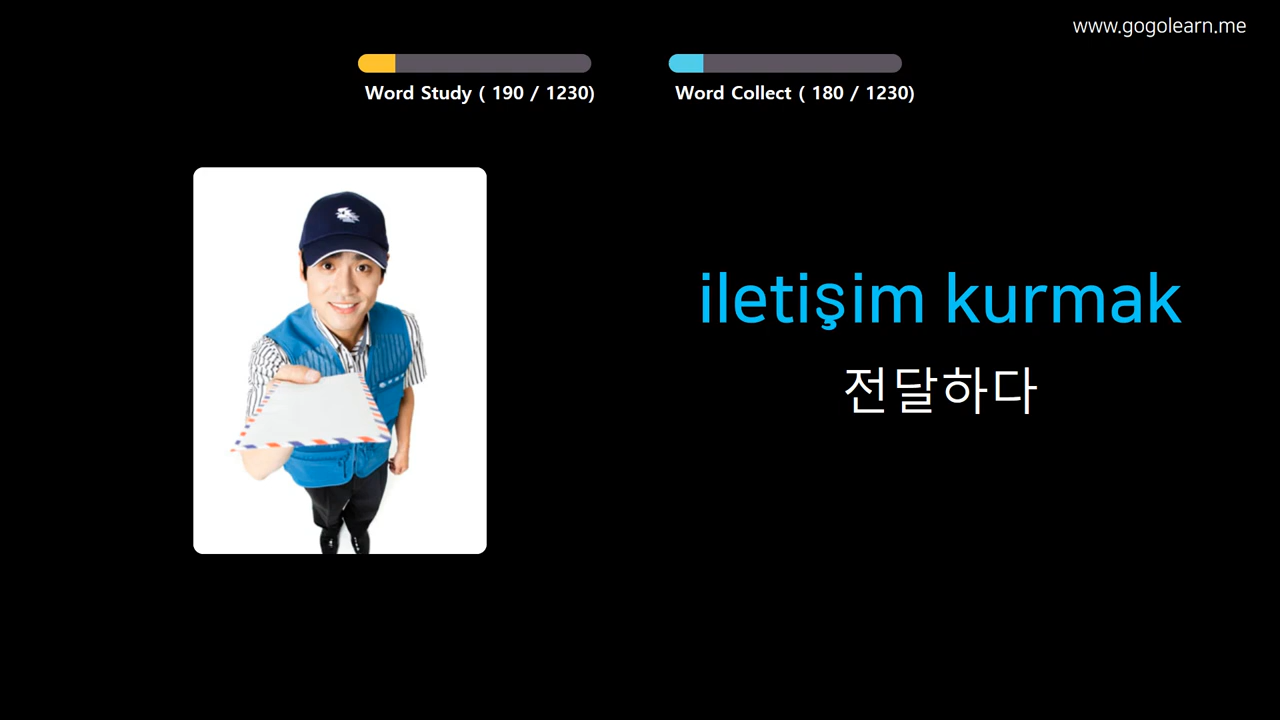 www.gogolearn.me
Word Study ( 190 / 1230)
Word Collect ( 180 / 1230)
iletişim kurmak
전달하다